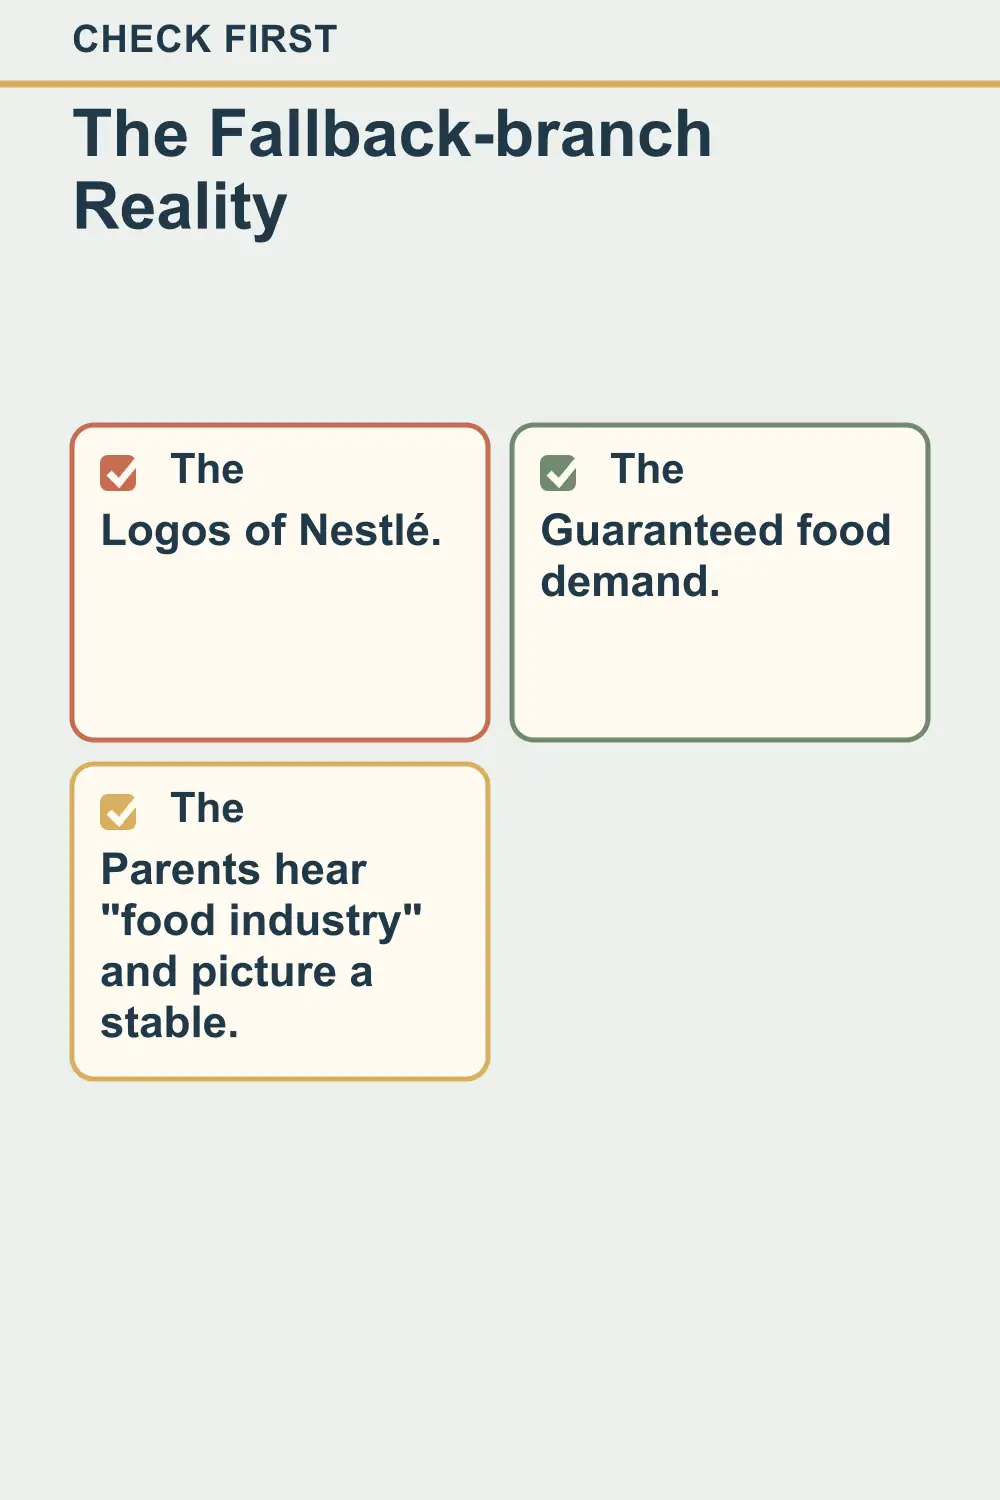 CHECK FIRST
The Fallback-branch
Reality
The
Logos of Nestlé.
The
Guaranteed food
demand.
The
Parents hear
"food industry"
and picture a
stable.